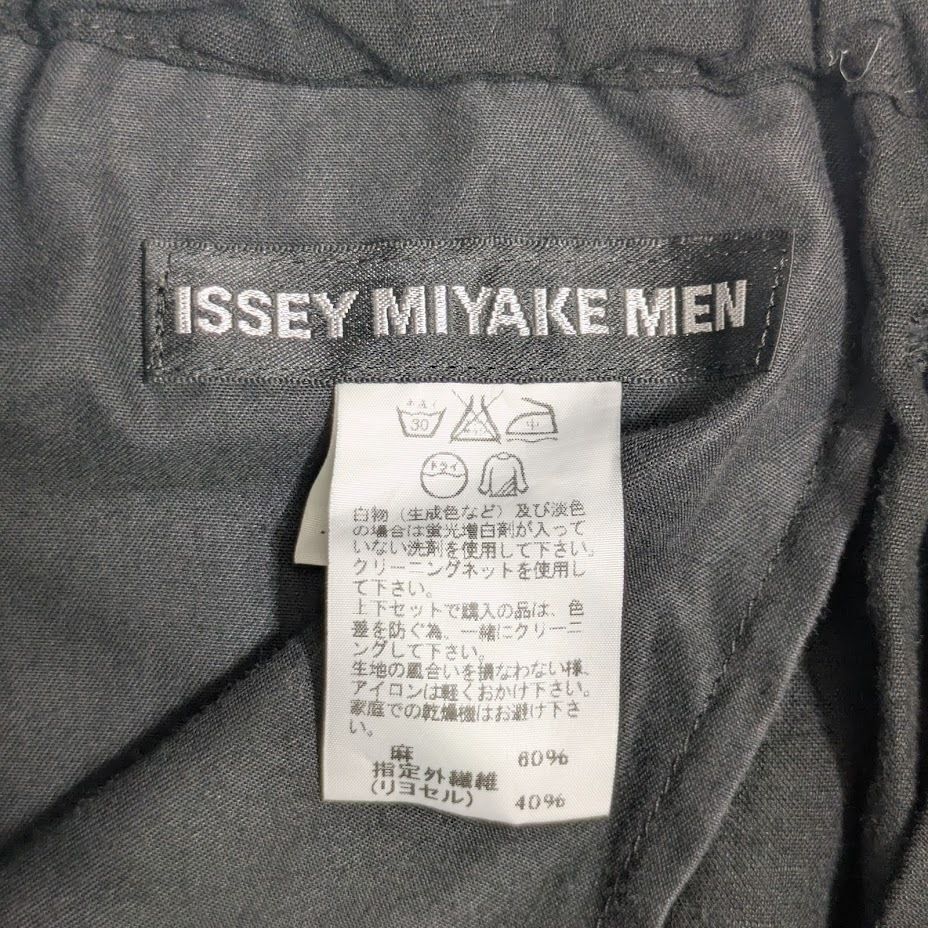 ISSEY MIYAKE MEN
30
中
ドライ
白物（生成色など）及び淡色
の場合は蛍光増白剤が入って
いない洗剤を使用して下さい。
クリーニングネットを使用し
て下さい。
上下セットで購入の品は、色
差を防ぐ為、一緒にクリーニ
ングして下さい。
生地の風合いを損なわない様、
アイロンは軽くおかけ下さい。
家庭での乾燥機はお避け下さ
い。
麻 60%
指定外繊維
(リヨセル) 40%